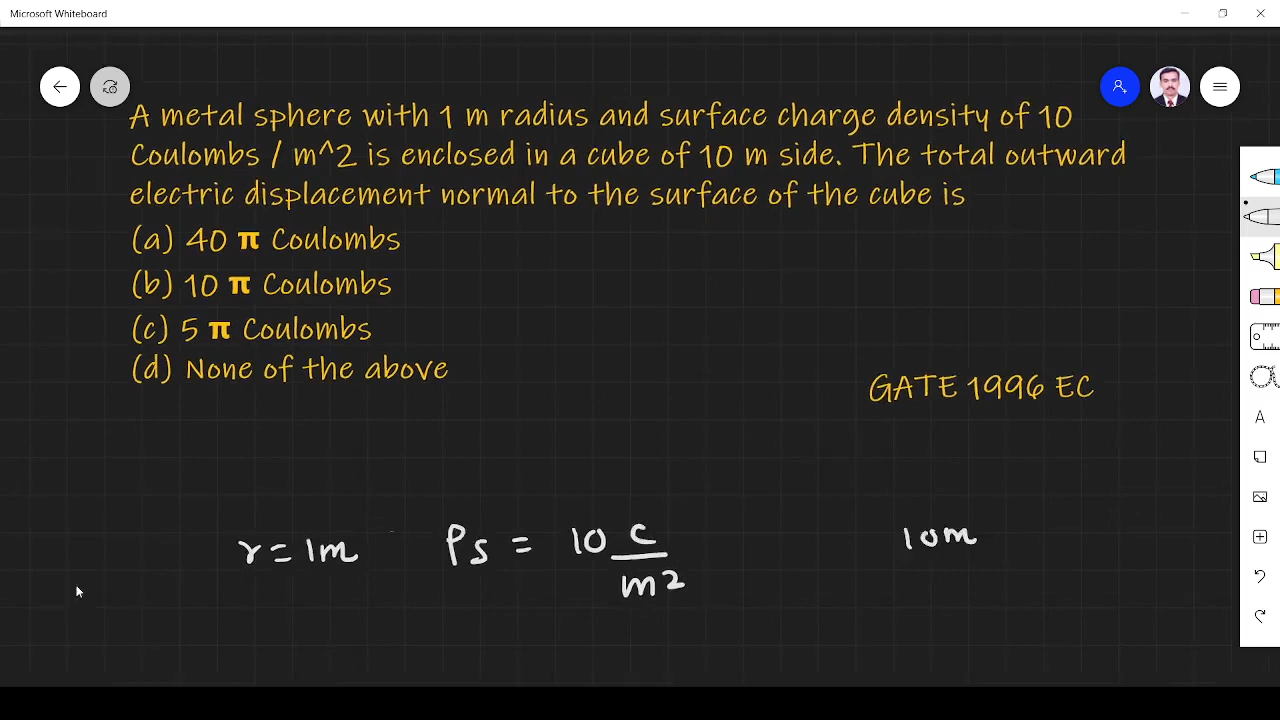 Microsoft Whiteboard
A metal sphere with 1 m radius and surface charge density of 10
Coulombs / m^2 is enclosed in a cube of 10 m side. The total outward
electric displacement normal to the surface of the cube is
(a) 40 π Coulombs
(b) 10 π Coulombs
(c) 5 π Coulombs
(d) None of the above
GATE 1996 EC
r = 1m ρs = 10 C/m2 10m
A